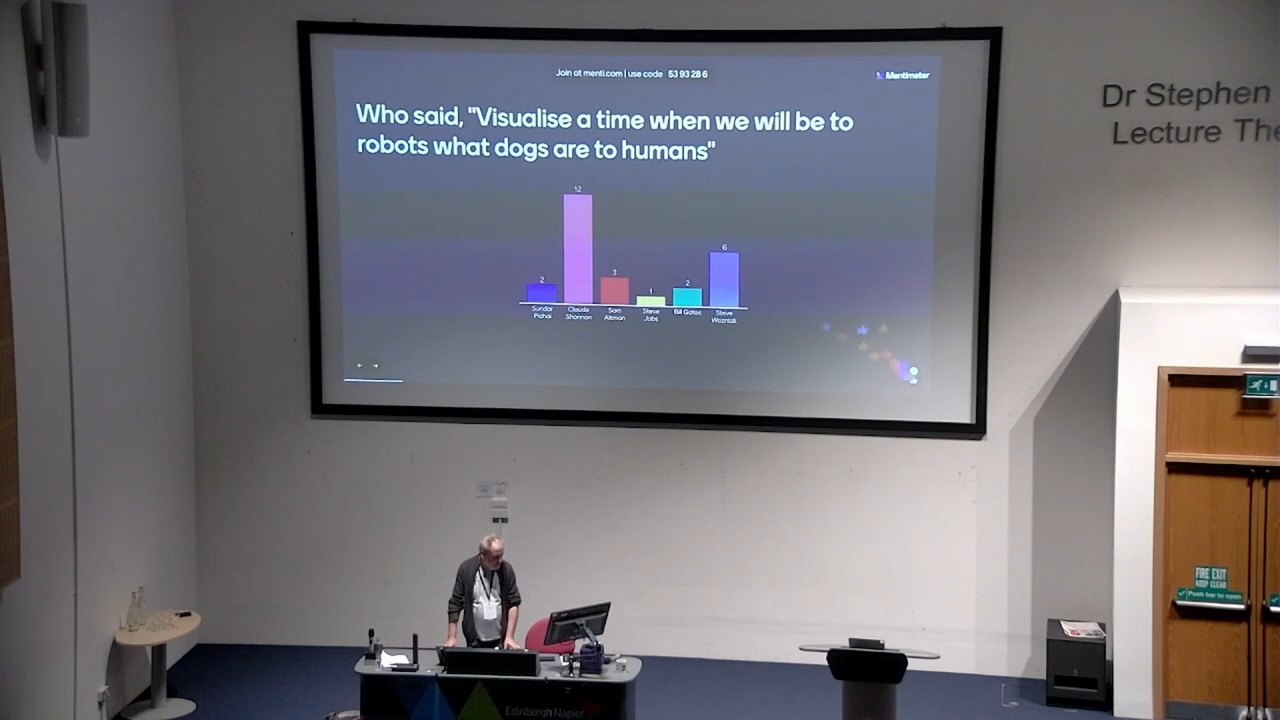 Join at menti.com | use code 53 93 28 6
Mentimeter
Who said, "Visualise a time when we will be to
robots what dogs are to humans"
12
6
3
2
2
1
Sundar
Pichai
Claude
Shannon
Sam
Altman
Steve
Jobs
Bill Gates
Steve
Wozniak
Dr Stephen
Lecture The
FIRE EXIT
KEEP CLEAR
Push bar to open
Edinburgh Napier